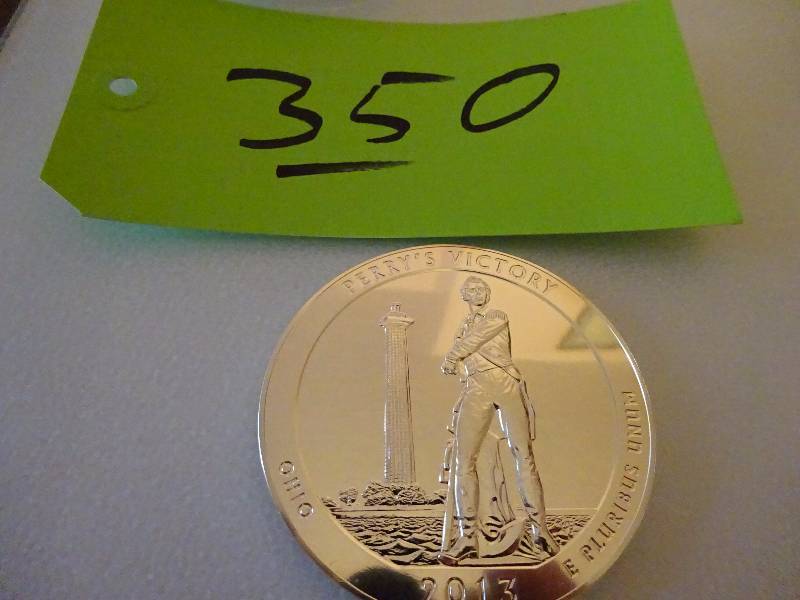 350
PERRY'S VICTORY
OHIO
2013
E PLURIBUS UNUM